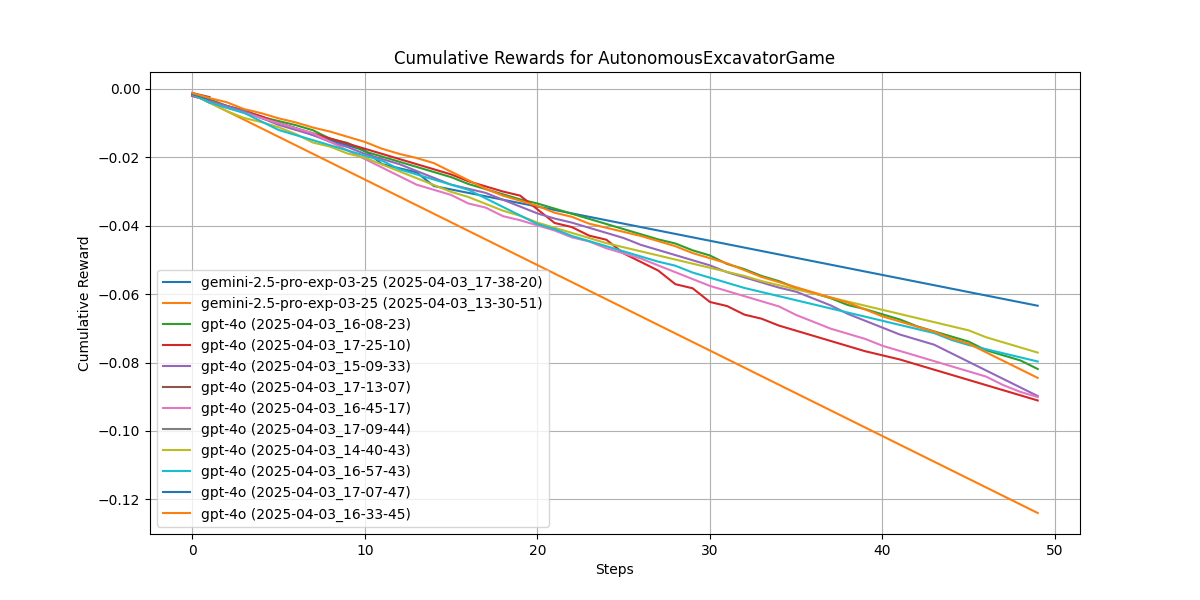 Cumulative Rewards for AutonomousExcavatorGame
Cumulative Reward
0.00
−0.02
−0.04
−0.06
−0.08
−0.10
−0.12
gemini-2.5-pro-exp-03-25 (2025-04-03_17-38-20)
gemini-2.5-pro-exp-03-25 (2025-04-03_13-30-51)
gpt-4o (2025-04-03_16-08-23)
gpt-4o (2025-04-03_17-25-10)
gpt-4o (2025-04-03_15-09-33)
gpt-4o (2025-04-03_17-13-07)
gpt-4o (2025-04-03_16-45-17)
gpt-4o (2025-04-03_17-09-44)
gpt-4o (2025-04-03_14-40-43)
gpt-4o (2025-04-03_16-57-43)
gpt-4o (2025-04-03_17-07-47)
gpt-4o (2025-04-03_16-33-45)
0 10 20 30 40 50
Steps